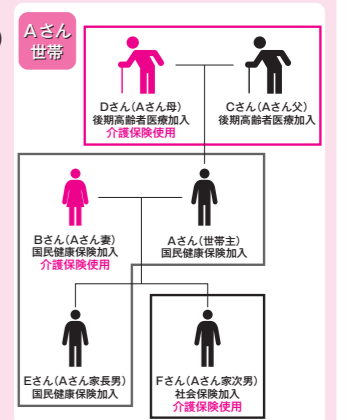 Aさん
世帯
Dさん(Aさん母)
後期高齢者医療加入
介護保険使用
Cさん(Aさん父)
後期高齢者医療加入
Bさん(Aさん妻)
国民健康保険加入
介護保険使用
Aさん(世帯主)
国民健康保険加入
Eさん(Aさん家長男)
国民健康保険加入
Fさん(Aさん家次男)
社会保険加入
介護保険使用